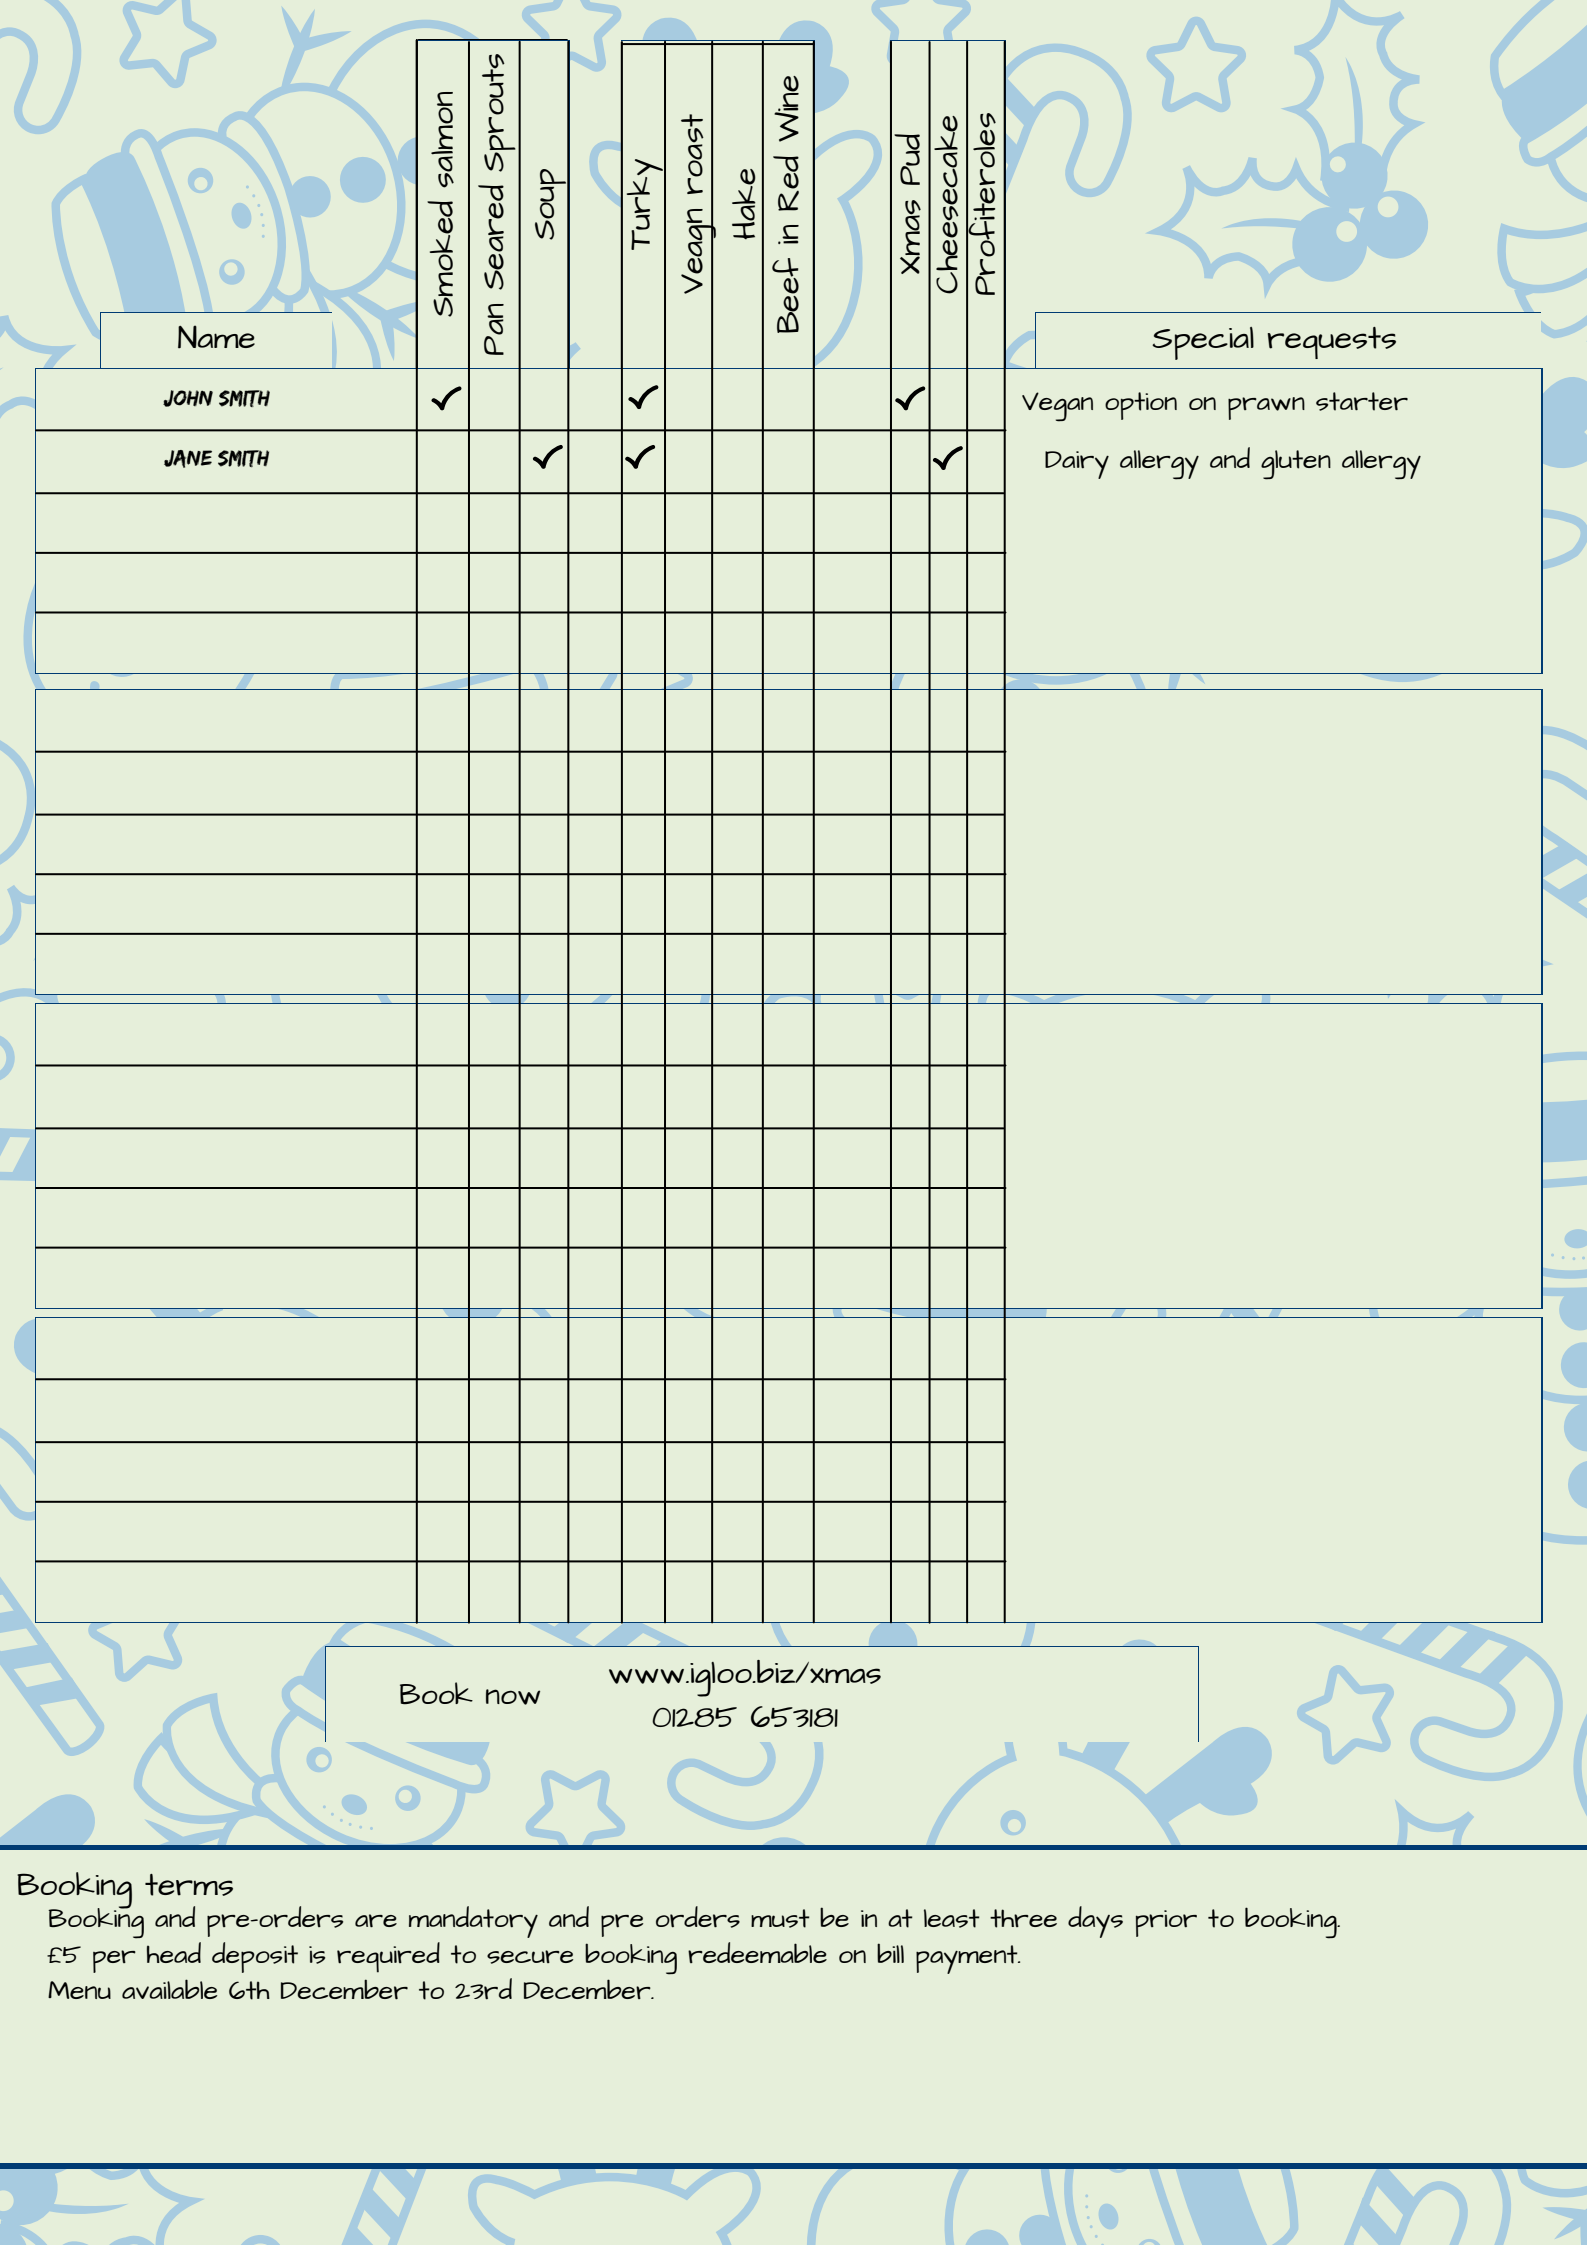 Smoked salmon
Pan Seared Sprouts
Soup
Turky
Veagn roast
Hake
Beef in Red Wine
Xmas Pud
Cheesecake
Profiteroles
Name
Special requests
JOHN SMITH
Vegan option on prawn starter
JANE SMITH
Dairy allergy and gluten allergy
Book now
www.igloo.biz/xmas
01285 653181
Booking terms
Booking and pre-orders are mandatory and pre orders must be in at least three days prior to booking.
£5 per head deposit is required to secure booking redeemable on bill payment.
Menu available 6th December to 23rd December.